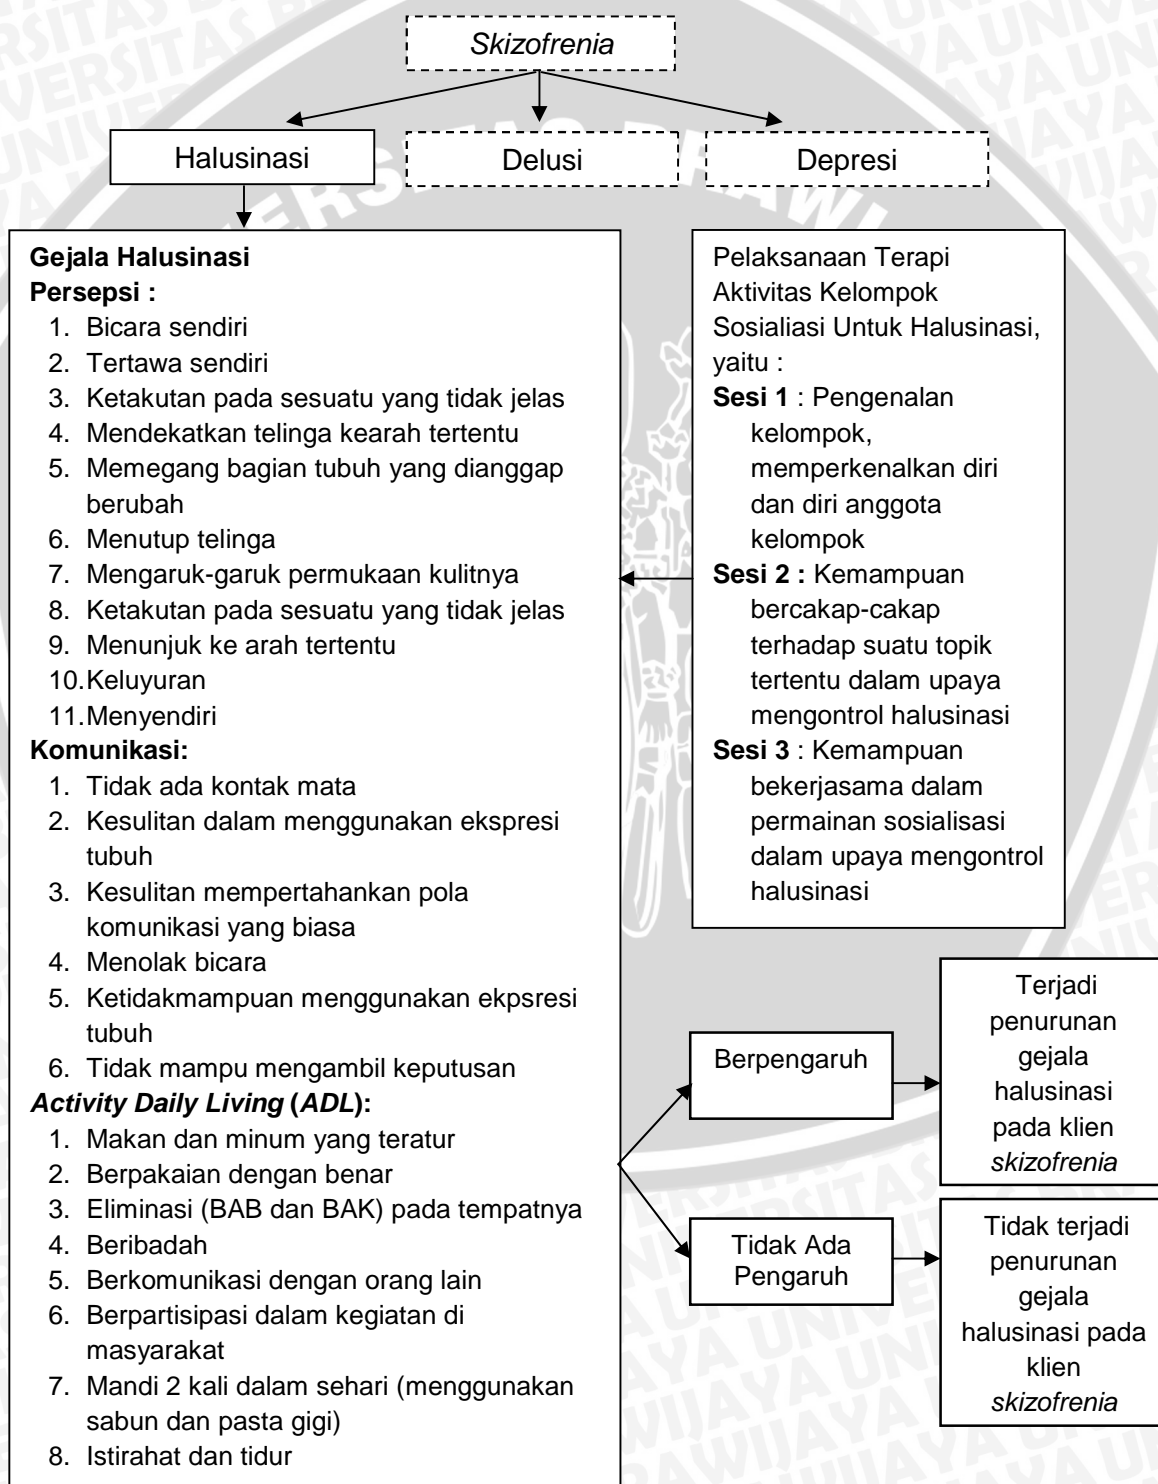 Skizofrenia
Halusinasi
Delusi
Depresi
Gejala Halusinasi
Persepsi :
1. Bicara sendiri
2. Tertawa sendiri
3. Ketakutan pada sesuatu yang tidak jelas
4. Mendekatkan telinga kearah tertentu
5. Memegang bagian tubuh yang dianggap
berubah
6. Menutup telinga
7. Mengaruk-garuk permukaan kulitnya
8. Ketakutan pada sesuatu yang tidak jelas
9. Menunjuk ke arah tertentu
10.Keluyuran
11.Menyendiri
Komunikasi:
1. Tidak ada kontak mata
2. Kesulitan dalam menggunakan ekspresi
tubuh
3. Kesulitan mempertahankan pola
komunikasi yang biasa
4. Menolak bicara
5. Ketidakmampuan menggunakan ekpsresi
tubuh
6. Tidak mampu mengambil keputusan
Activity Daily Living (ADL):
1. Makan dan minum yang teratur
2. Berpakaian dengan benar
3. Eliminasi (BAB dan BAK) pada tempatnya
4. Beribadah
5. Berkomunikasi dengan orang lain
6. Berpartisipasi dalam kegiatan di
masyarakat
7. Mandi 2 kali dalam sehari (menggunakan
sabun dan pasta gigi)
8. Istirahat dan tidur
Pelaksanaan Terapi
Aktivitas Kelompok
Sosialiasi Untuk Halusinasi,
yaitu :
Sesi 1 : Pengenalan
kelompok,
memperkenalkan diri
dan diri anggota
kelompok
Sesi 2 : Kemampuan
bercakap-cakap
terhadap suatu topik
tertentu dalam upaya
mengontrol halusinasi
Sesi 3 : Kemampuan
bekerjasama dalam
permainan sosialisasi
dalam upaya mengontrol
halusinasi
Berpengaruh
Terjadi
penurunan
gejala
halusinasi
pada klien
skizofrenia
Tidak Ada
Pengaruh
Tidak terjadi
penurunan
gejala
halusinasi pada
klien
skizofrenia